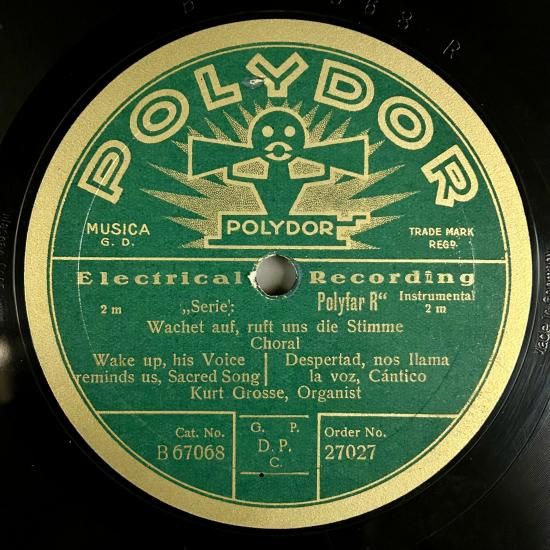 POLYDOR
POLYDOR
MUSICA
G. D.
TRADE MARK
REGD.
Electrical Recording
2 m „Serie: Polyfar R“ Instrumental 2 m
Wachet auf, ruft uns die Stimme
Choral
Wake up, his Voice
reminds us, Sacred Song
Despertad, nos llama
la voz, Cántico
Kurt Grosse, Organist
Cat. No.
B 67068
G. P.
D. P.
C.
Order No.
27027